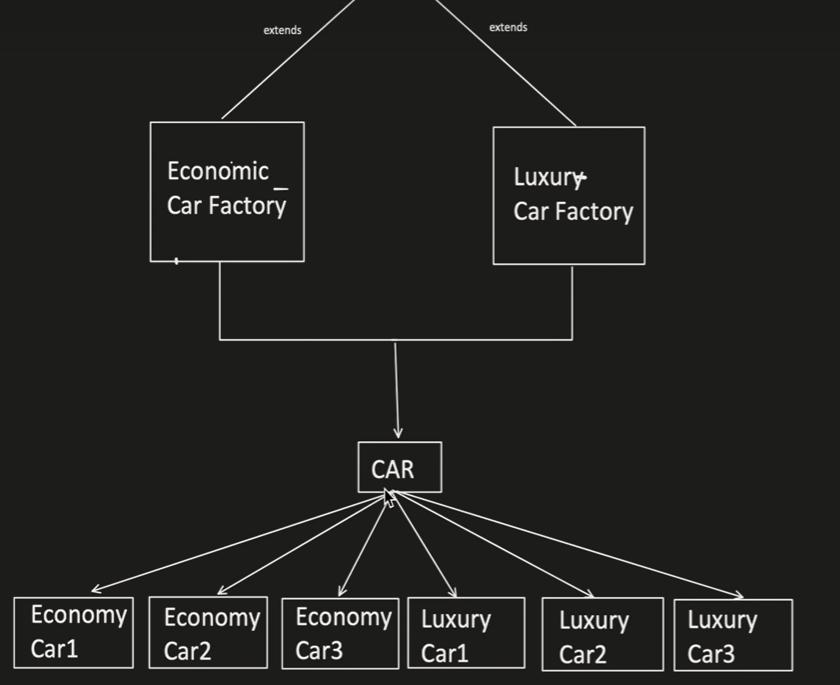 extends
extends
Economic
Car Factory
Luxury
Car Factory
CAR
Economy
Car1
Economy
Car2
Economy
Car3
Luxury
Car1
Luxury
Car2
Luxury
Car3